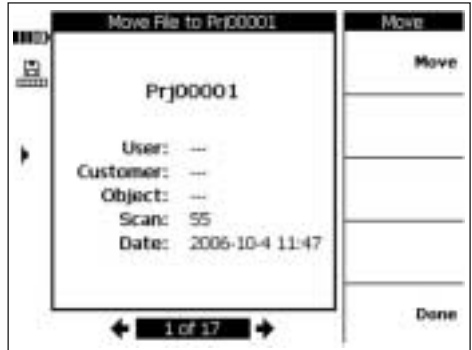 Move File to Prj00001
Move
Move
Prj00001
User: ---
Customer: ---
Object: ---
Scan: 55
Date: 2006-10-4 11:47
1 of 17
Done